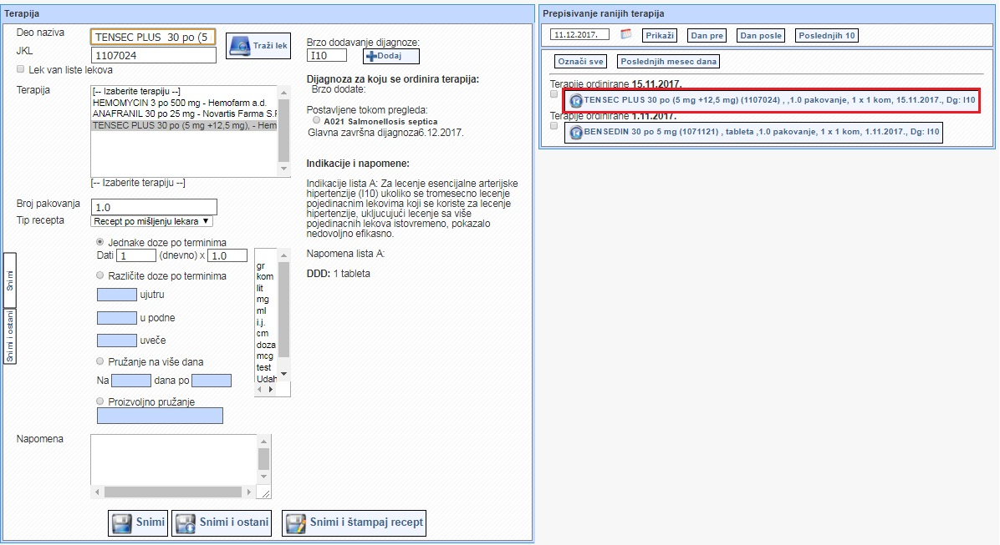 Terapija
Deo naziva
TENSEC PLUS  30 po (5
Traži lek
JKL
1107024
Lek van liste lekova
Terapija
[-- Izaberite terapiju --]
HEMOMYCIN 3 po 500 mg - Hemofarm a.d.
ANAFRANIL 30 po 25 mg - Novartis Farma S.F
TENSEC PLUS 30 po (5 mg +12,5 mg), - Hem
[-- Izaberite terapiju --]
Broj pakovanja
1.0
Tip recepta
Recept po mišljenju lekara
Jednake doze po terminima
Dati 1 (dnevno) x 1.0
Različite doze po terminima
ujutru
u podne
uveče
Pružanje na više dana
Na dana po
Proizvoljno pružanje
gr
kom
lit
mg
ml
i.j.
cm
doza
mcg
test
Udah
Napomena
Snimi
Snimi i ostani
Snimi
Snimi i ostani
Snimi i štampaj recept
Brzo dodavanje dijagnoze:
I10
Dodaj
Dijagnoza za koju se ordinira terapija:
Brzo dodate:
Postavljene tokom pregleda:
A021 Salmonellosis septica
Glavna završna dijagnoza6.12.2017.
Indikacije i napomene:
Indikacije lista A: Za lecenje esencijalne arterijske
hipertenzije (I10) ukoliko se tromesecno lecenje
pojedinacnim lekovima koji se koriste za lecenje
hipertenzije, ukljucujući lecenje sa više
pojedinacnih lekova istovremeno, pokazalo
nedovoljno efikasno.
Napomena lista A:
DDD: 1 tableta
Prepisivanje ranijih terapija
11.12.2017.
Prikaži
Dan pre
Dan posle
Poslednjih 10
Označi sve
Poslednjih mesec dana
Terapije ordinirane 15.11.2017.
TENSEC PLUS 30 po (5 mg +12,5 mg) (1107024) , ,1.0 pakovanje, 1 x 1 kom, 15.11.2017., Dg: I10
Terapije ordinirane 1.11.2017.
BENSEDIN 30 po 5 mg (1071121) , tableta ,1.0 pakovanje, 1 x 1 kom, 1.11.2017., Dg: I10